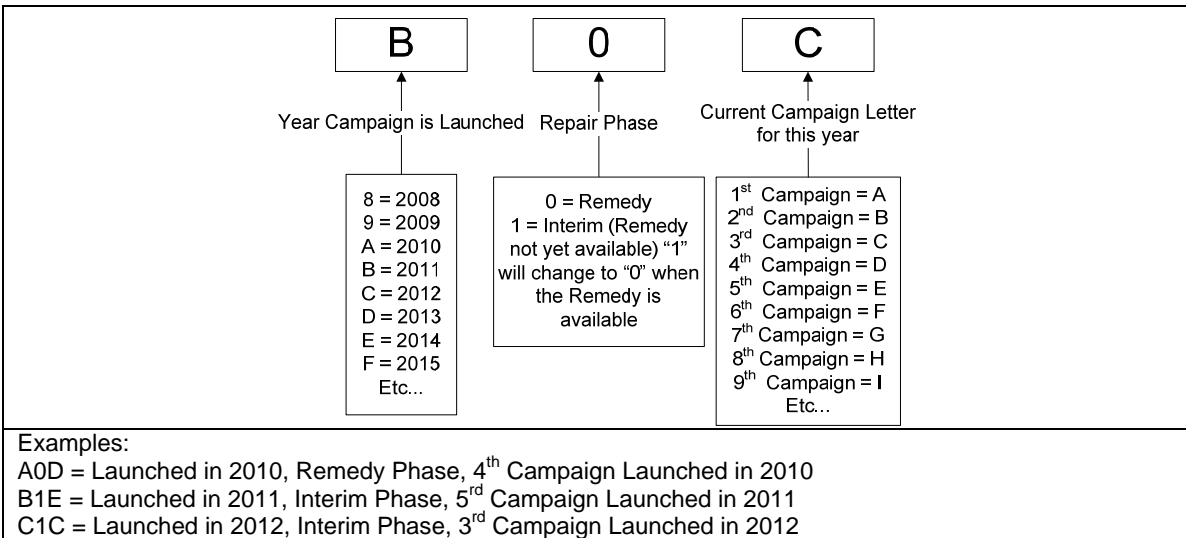 B 0 C
Year Campaign is Launched
Repair Phase
Current Campaign Letter
for this year
8 = 2008
9 = 2009
A = 2010
B = 2011
C = 2012
D = 2013
E = 2014
F = 2015
Etc...
0 = Remedy
1 = Interim (Remedy
not yet available) “1”
will change to “0” when
the Remedy is
available
1st Campaign = A
2nd Campaign = B
3rd Campaign = C
4th Campaign = D
5th Campaign = E
6th Campaign = F
7th Campaign = G
8th Campaign = H
9th Campaign = I
Etc...
Examples:
A0D = Launched in 2010, Remedy Phase, 4th Campaign Launched in 2010
B1E = Launched in 2011, Interim Phase, 5rd Campaign Launched in 2011
C1C = Launched in 2012, Interim Phase, 3rd Campaign Launched in 2012